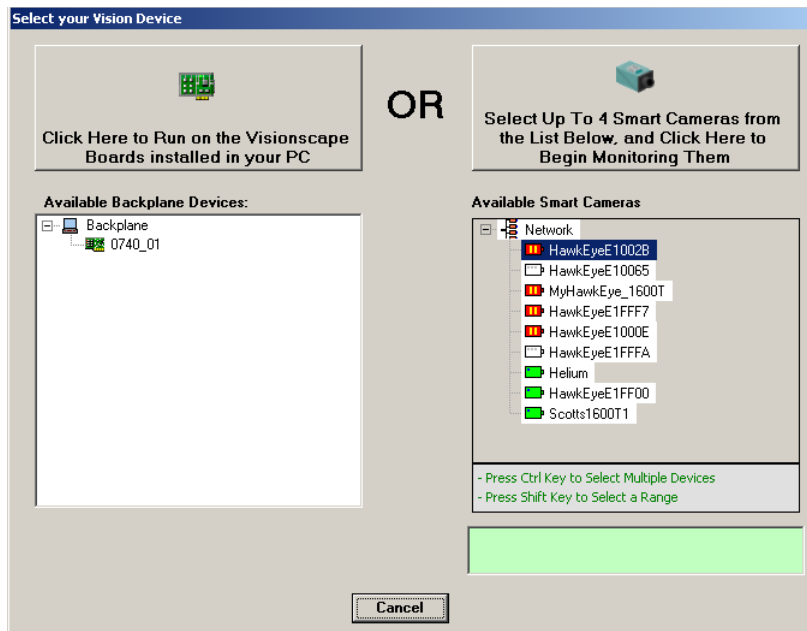 Select your Vision Device
Click Here to Run on the Visionscape
Boards installed in your PC
OR
Select Up To 4 Smart Cameras from
the List Below, and Click Here to
Begin Monitoring Them
Available Backplane Devices:
Backplane
0740_01
Available Smart Cameras
Network
HawkEyeE1002B
HawkEyeE10065
MyHawkEye_1600T
HawkEyeE1FFF7
HawkEyeE1000E
HawkEyeE1FFFA
Helium
HawkEyeE1FF00
Scotts1600T1
- Press Ctrl Key to Select Multiple Devices
- Press Shift Key to Select a Range
Cancel